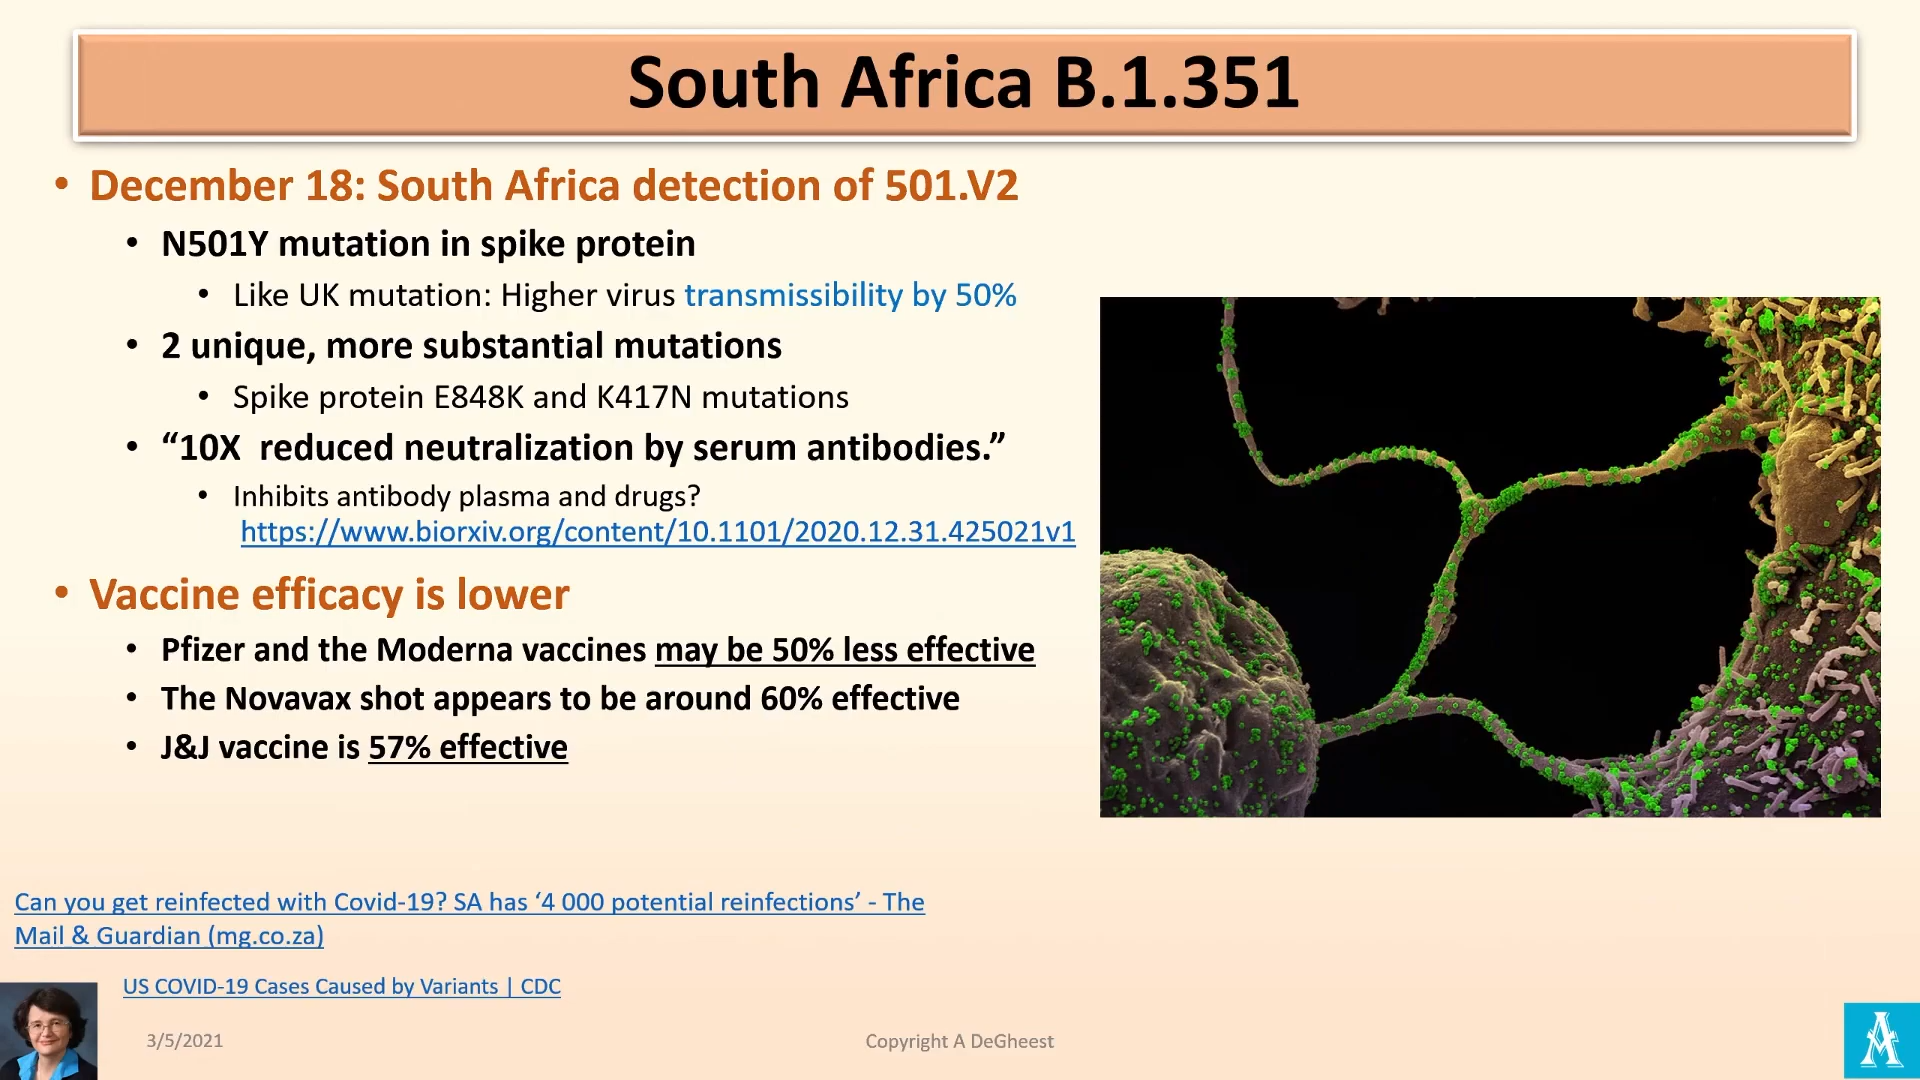 South Africa B.1.351
• December 18: South Africa detection of 501.V2
• N501Y mutation in spike protein
• Like UK mutation: Higher virus transmissibility by 50%
• 2 unique, more substantial mutations
• Spike protein E848K and K417N mutations
• “10X  reduced neutralization by serum antibodies.”
• Inhibits antibody plasma and drugs?
https://www.biorxiv.org/content/10.1101/2020.12.31.425021v1
• Vaccine efficacy is lower
• Pfizer and the Moderna vaccines may be 50% less effective
• The Novavax shot appears to be around 60% effective
• J&J vaccine is 57% effective
Can you get reinfected with Covid-19? SA has ‘4 000 potential reinfections’ - The
Mail & Guardian (mg.co.za)
US COVID-19 Cases Caused by Variants | CDC
3/5/2021
Copyright A DeGheest
A